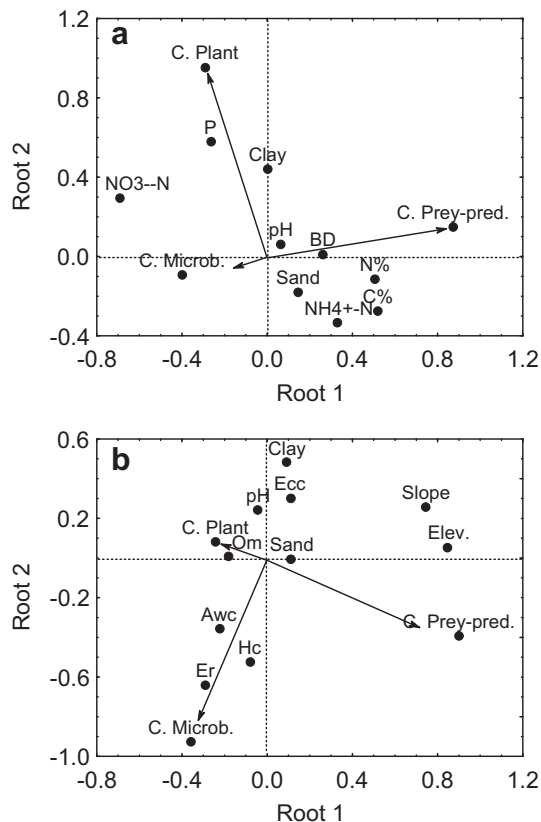 a
1.2
0.8
0.4
0.0
-0.4
Root 2
C. Plant
P
Clay
NO3--N
C. Prey-pred.
pH
BD
C. Microb.
N%
Sand
C%
NH4+-N
-0.8 -0.4 0.0 0.4 0.8 1.2
Root 1
b
0.6
0.2
-0.2
-0.6
-1.0
Root 2
Clay
Ecc
pH
Slope
C. Plant
Om
Sand
Elev.
Awc
C. Prey-pred.
Hc
Er
C. Microb.
-0.8 -0.4 0.0 0.4 0.8 1.2
Root 1